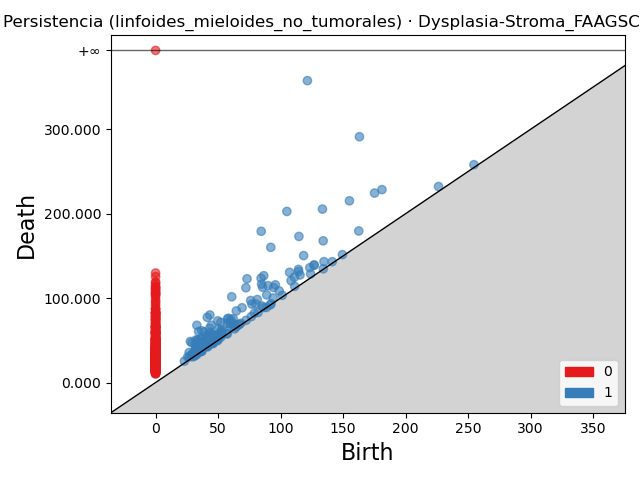 Persistencia (linfoides_mieloides_no_tumorales) · Dysplasia-Stroma_FAAGSC
+∞
300.000
200.000
100.000
0.000
Death
0
1
0 50 100 150 200 250 300 350
Birth